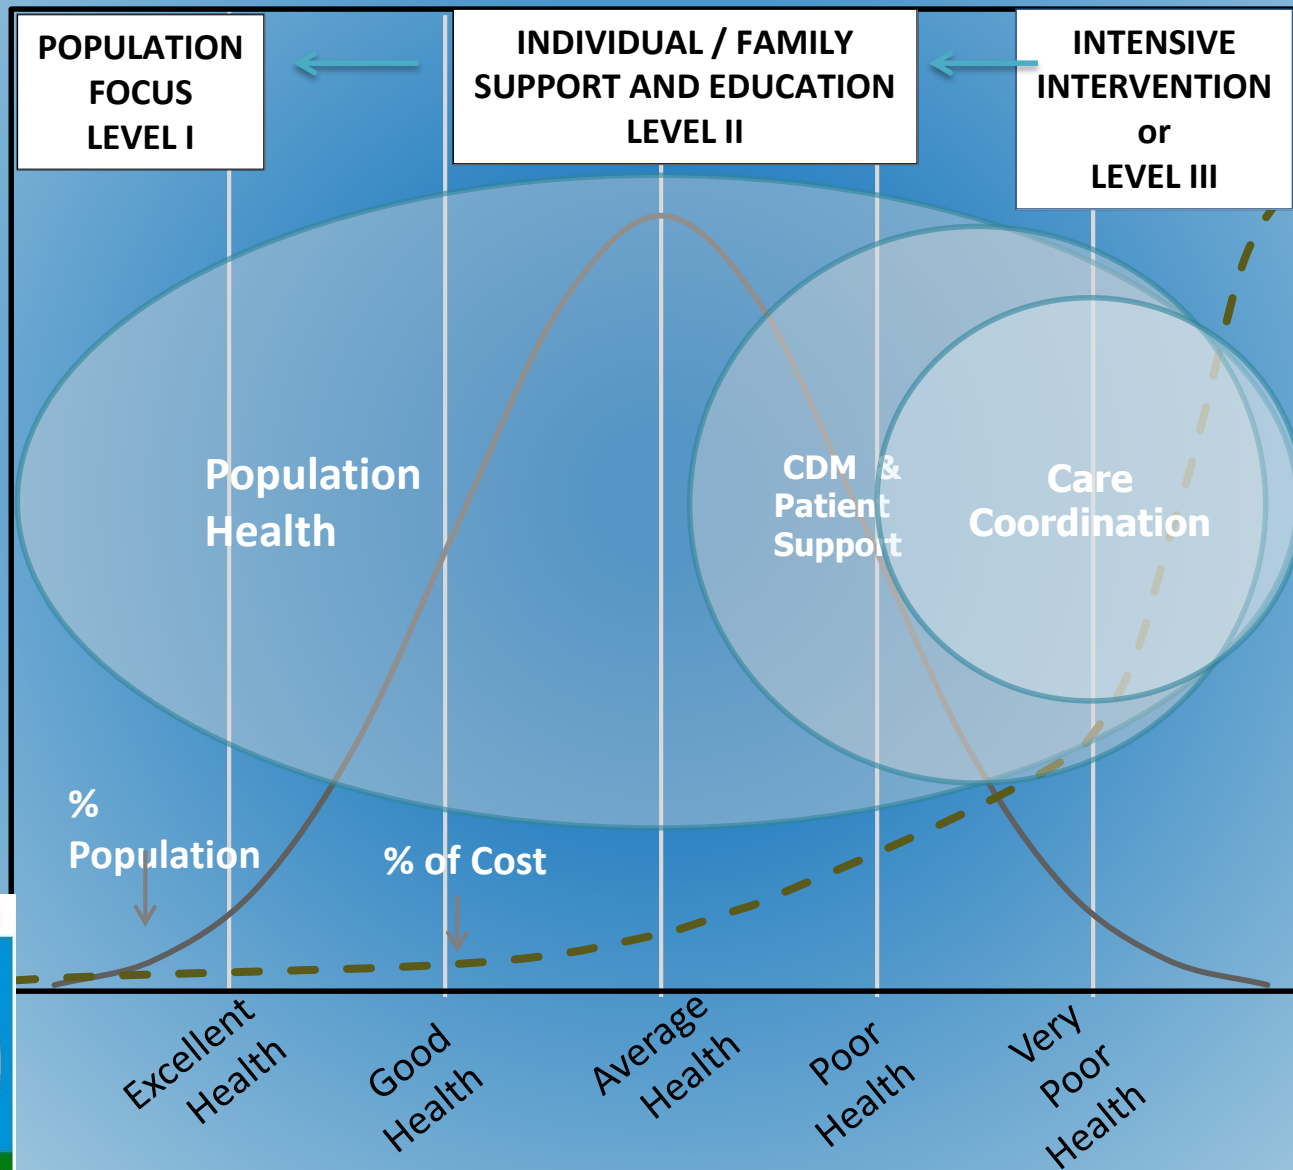 POPULATION
FOCUS
LEVEL I
INDIVIDUAL / FAMILY
SUPPORT AND EDUCATION
LEVEL II
INTENSIVE
INTERVENTION
or
LEVEL III
Population
Health
CDM &
Patient
Support
Care
Coordination
%
Population
% of Cost
Excellent
Health
Good
Health
Average
Health
Poor
Health
Very
Poor
Health